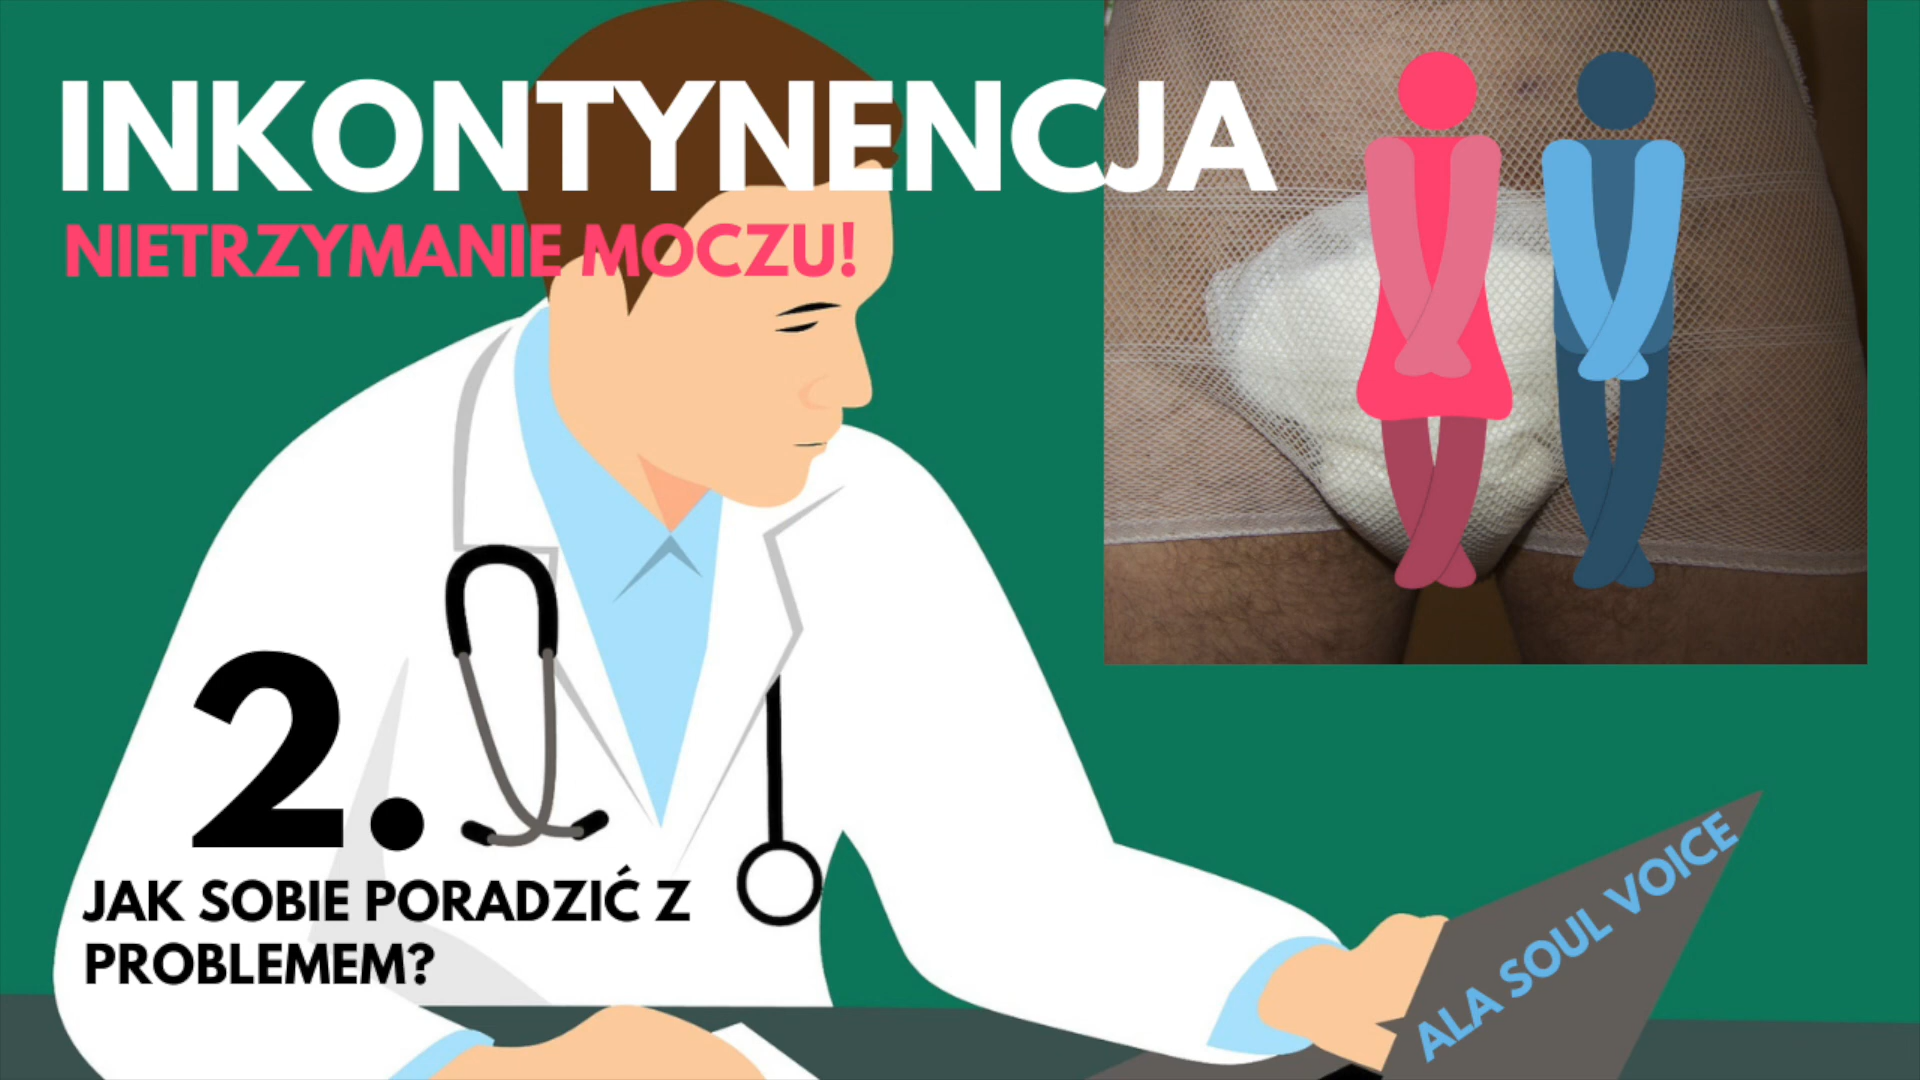 INKONTYNENCJA
NIETRZYMANIE MOCZU!
2.
JAK SOBIE PORADZIĆ Z
PROBLEMEM?
ALA SOUL VOICE